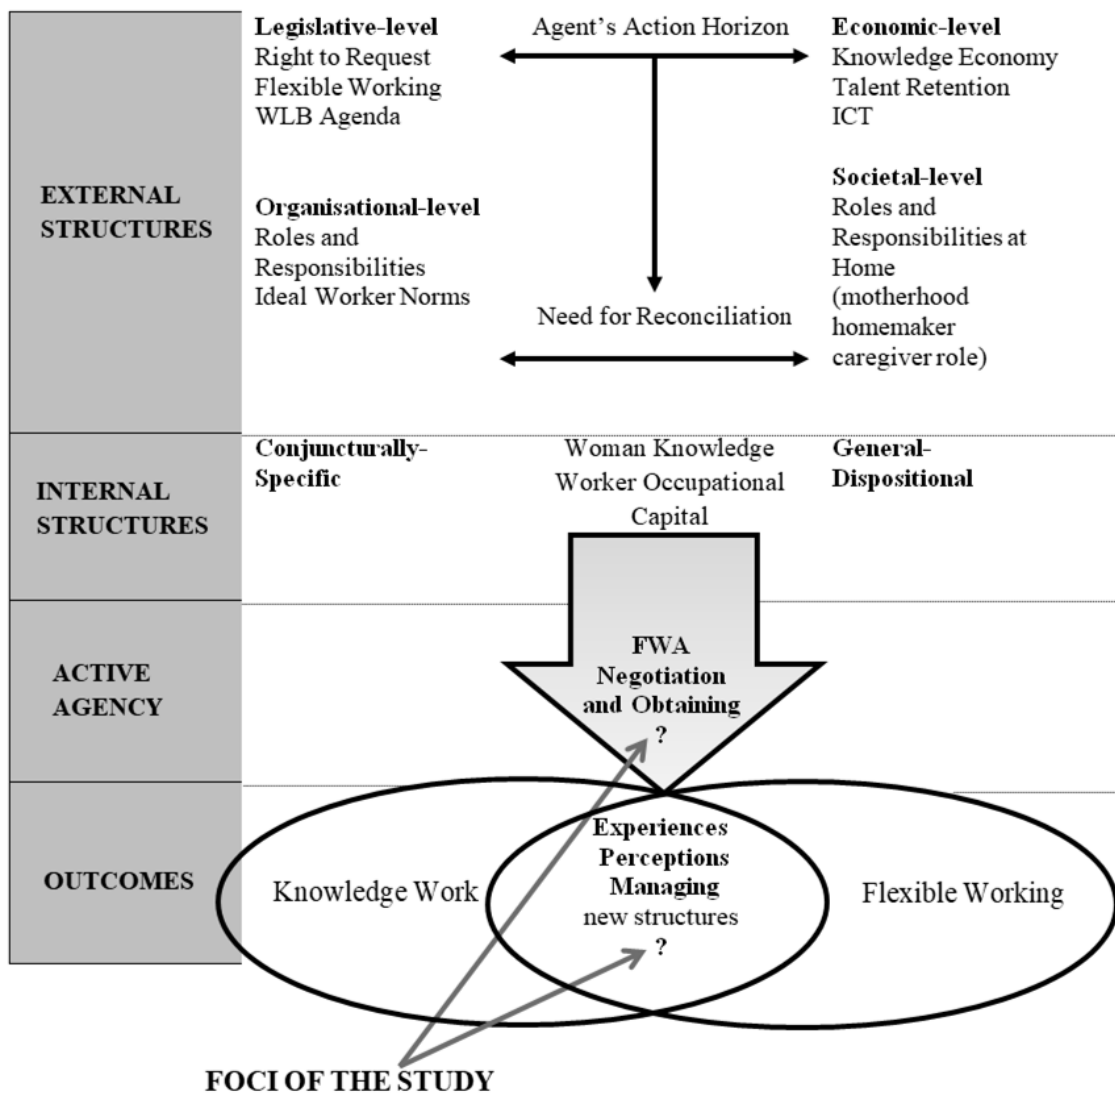 EXTERNAL
STRUCTURES
Legislative-level
Right to Request
Flexible Working
WLB Agenda
Agent's Action Horizon
Economic-level
Knowledge Economy
Talent Retention
ICT
Organisational-level
Roles and
Responsibilities
Ideal Worker Norms
Need for Reconciliation
Societal-level
Roles and
Responsibilities at
Home
(motherhood
homemaker
caregiver role)
INTERNAL
STRUCTURES
Conjuncturally-
Specific
Woman Knowledge
Worker Occupational
Capital
General-
Dispositional
ACTIVE
AGENCY
FWA
Negotiation
and Obtaining
?
OUTCOMES
Knowledge Work
Experiences
Perceptions
Managing
new structures
?
Flexible Working
FOCI OF THE STUDY